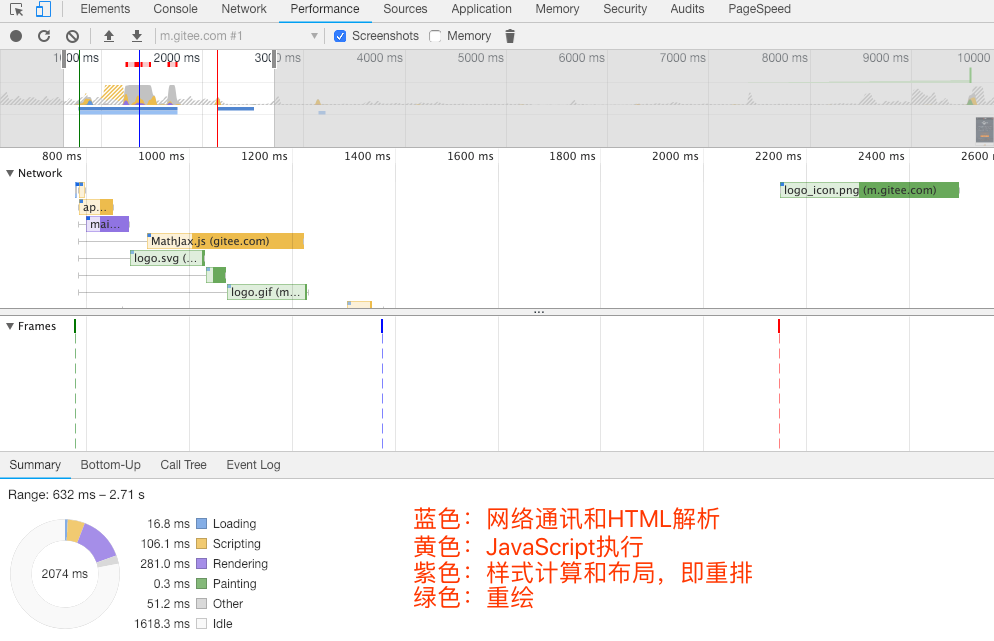 Elements Console Network Performance Sources Application Memory Security Audits PageSpeed
m.gitee.com #1 Screenshots Memory
1000 ms 2000 ms 3000 ms 4000 ms 5000 ms 6000 ms 7000 ms 8000 ms 9000 ms 10000
800 ms 1000 ms 1200 ms 1400 ms 1600 ms 1800 ms 2000 ms 2200 ms 2400 ms 2600
Network
logo_icon.png (m.gitee.com)
ap...
mai...
MathJax.js (gitee.com)
logo.svg (...
logo.gif (m...
...
Frames
Summary Bottom-Up Call Tree Event Log
Range: 632 ms – 2.71 s
2074 ms
16.8 ms Loading
106.1 ms Scripting
281.0 ms Rendering
0.3 ms Painting
51.2 ms Other
1618.3 ms Idle
蓝色：网络通讯和HTML解析
黄色：JavaScript执行
紫色：样式计算和布局，即重排
绿色：重绘